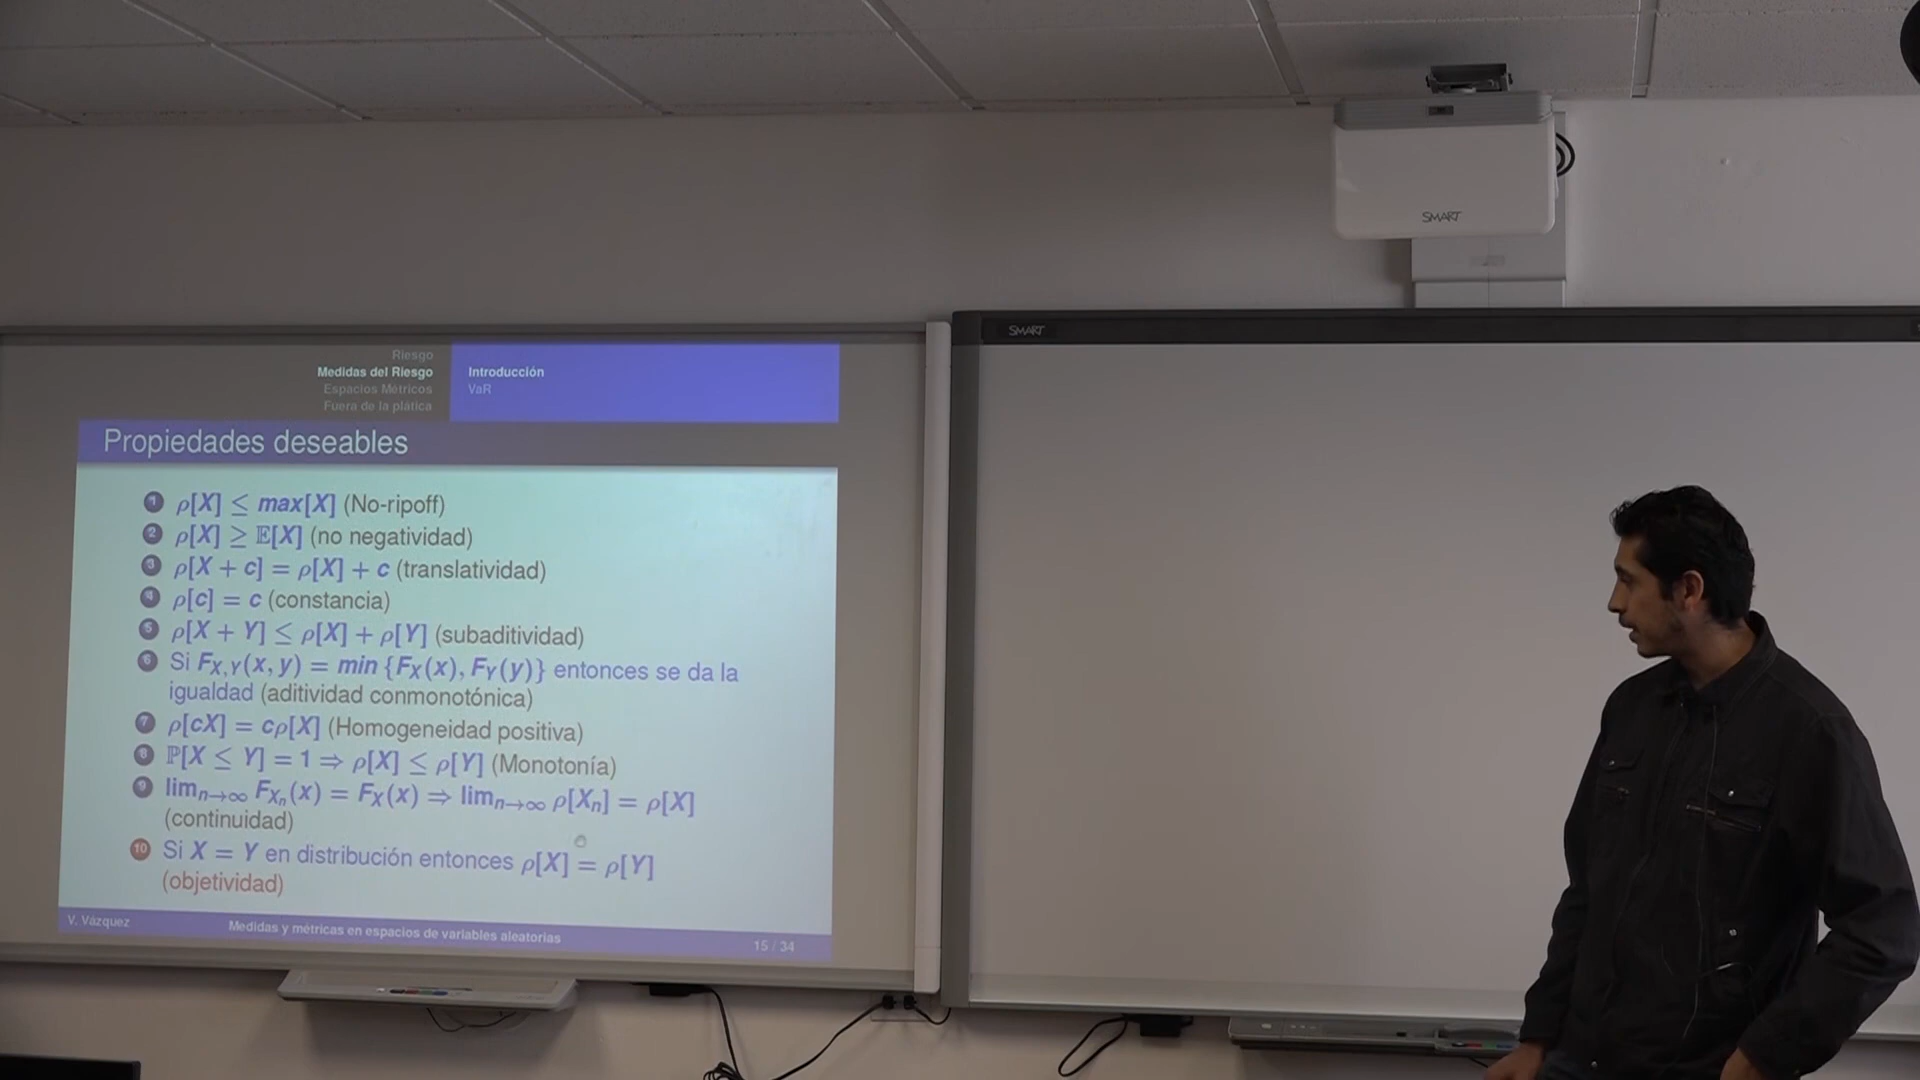 SMART
SMART
Riesgo
Medidas del Riesgo
Espacios Métricos
Fuera de la plática
Introducción
VaR
Propiedades deseables
1 ρ[X] ≤ max[X] (No-ripoff)
2 ρ[X] ≥ 𝔼[X] (no negatividad)
3 ρ[X + c] = ρ[X] + c (translatividad)
4 ρ[c] = c (constancia)
5 ρ[X + Y] ≤ ρ[X] + ρ[Y] (subaditividad)
6 Si F_{X,Y}(x, y) = min {F_X(x), F_Y(y)} entonces se da la
igualdad (aditividad conmonotónica)
7 ρ[cX] = cρ[X] (Homogeneidad positiva)
8 ℙ[X ≤ Y] = 1 ⇒ ρ[X] ≤ ρ[Y] (Monotonía)
9 lim_{n→∞} F_{X_n}(x) = F_X(x) ⇒ lim_{n→∞} ρ[X_n] = ρ[X]
(continuidad)
10 Si X = Y en distribución entonces ρ[X] = ρ[Y]
(objetividad)
V. Vázquez
Medidas y métricas en espacios de variables aleatorias
15 / 34